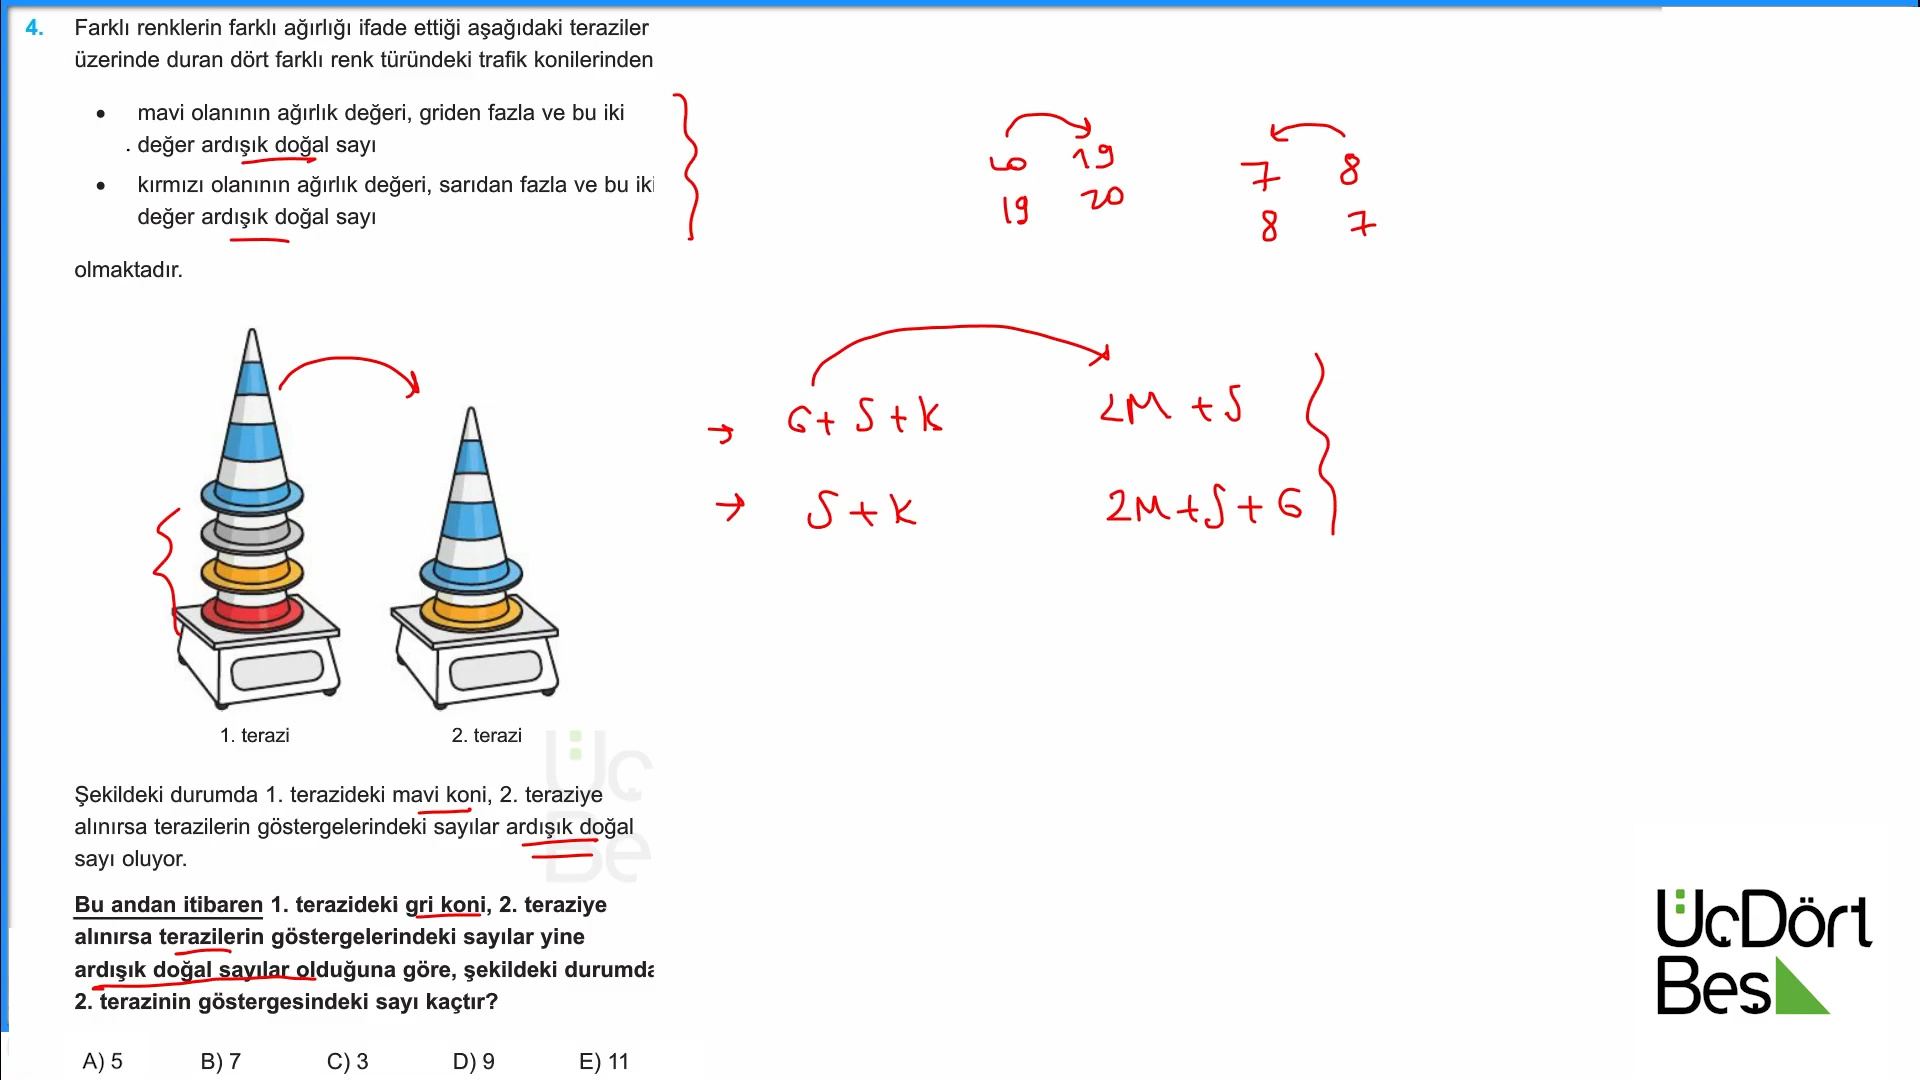 4. Farklı renklerin farklı ağırlığı ifade ettiği aşağıdaki teraziler
üzerinde duran dört farklı renk türündeki trafik konilerinden
• mavi olanının ağırlık değeri, griden fazla ve bu iki
değer ardışık doğal sayı
• kırmızı olanının ağırlık değeri, sarıdan fazla ve bu iki
değer ardışık doğal sayı
olmaktadır.
19 7 8
19 20 8 7
G + S + K 2M + S
S + K 2M + S + G
1. terazi 2. terazi
Üç
Be
Şekildeki durumda 1. terazideki mavi koni, 2. teraziye
alınırsa terazilerin göstergelerindeki sayılar ardışık doğal
sayı oluyor.
Bu andan itibaren 1. terazideki gri koni, 2. teraziye
alınırsa terazilerin göstergelerindeki sayılar yine
ardışık doğal sayılar olduğuna göre, şekildeki durumda
2. terazinin göstergesindeki sayı kaçtır?
A) 5 B) 7 C) 3 D) 9 E) 11
ÜçDört
Beş